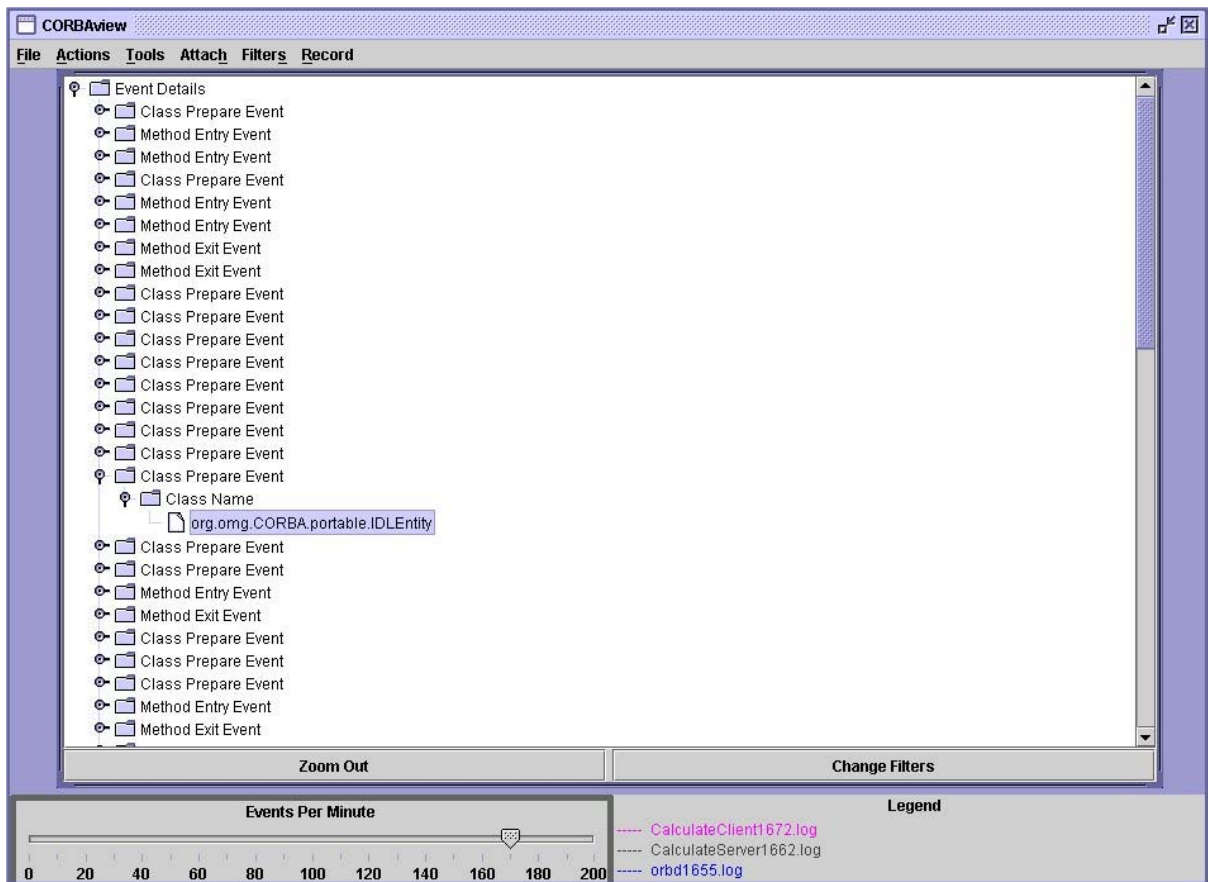 CORBAview
File Actions Tools Attach Filters Record
Event Details
Class Prepare Event
Method Entry Event
Method Entry Event
Class Prepare Event
Method Entry Event
Method Entry Event
Method Exit Event
Method Exit Event
Class Prepare Event
Class Prepare Event
Class Prepare Event
Class Prepare Event
Class Prepare Event
Class Prepare Event
Class Prepare Event
Class Prepare Event
Class Prepare Event
Class Name
org.omg.CORBA.portable.IDLEntity
Class Prepare Event
Class Prepare Event
Method Entry Event
Method Exit Event
Class Prepare Event
Class Prepare Event
Class Prepare Event
Method Entry Event
Method Exit Event
Zoom Out Change Filters
Events Per Minute
0 20 40 60 80 100 120 140 160 180 200
Legend
----- CalculateClient1672.log
----- CalculateServer1662.log
----- orbd1655.log